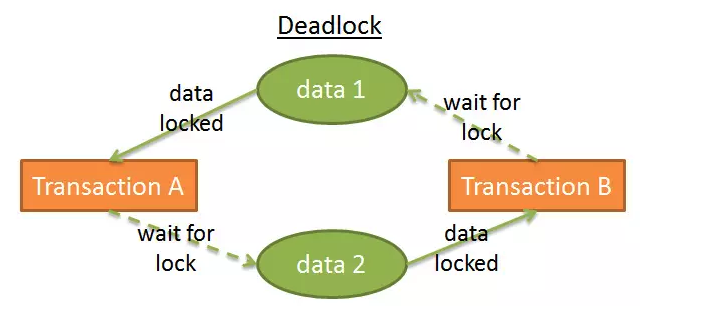 Deadlock
data 1
data
locked
wait for
lock
Transaction A
Transaction B
wait for
lock
data 2
data
locked